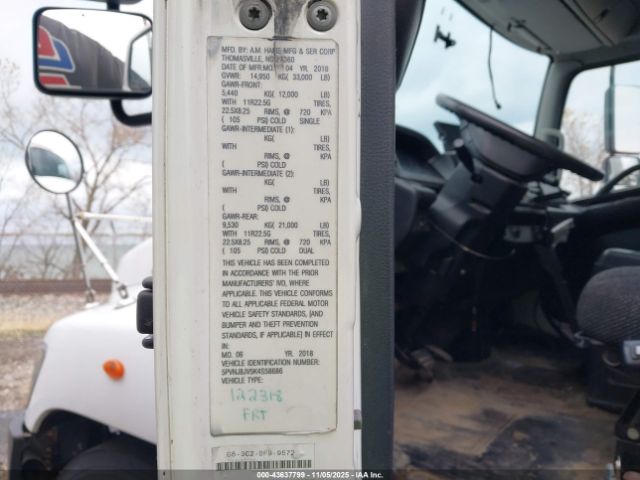 MFD. BY: A.M. HAIRE MFG & SER CORP
THOMASVILLE, NC 27360
DATE OF MFR.MO. 04 YR. 2018
GVWR: 14,950 KG( 33,000 LB)
GAWR-FRONT:
5,440 KG( 12,000 LB)
WITH 11R22.5G TIRES,
22.5X8.25 RIMS, @ 720 KPA
( 105 PSI) COLD SINGLE
GAWR-INTERMEDIATE (1):
KG( LB)
WITH TIRES,
RIMS, @ KPA
( PSI) COLD
GAWR-INTERMEDIATE (2):
KG( LB)
WITH TIRES,
RIMS, @ KPA
( PSI) COLD
GAWR-REAR:
9,530 KG( 21,000 LB)
WITH 11R22.5G TIRES,
22.5X8.25 RIMS, @ 720 KPA
( 105 PSI) COLD DUAL
THIS VEHICLE HAS BEEN COMPLETED
IN ACCORDANCE WITH THE PRIOR
MANUFACTURERS' IVD, WHERE
APPLICABLE. THIS VEHICLE CONFORMS
TO ALL APPLICABLE FEDERAL MOTOR
VEHICLE SAFETY STANDARDS, [AND
BUMPER AND THEFT PREVENTION
STANDARDS, IF APPLICABLE] IN EFFECT
IN:
MO. 06 YR. 2018
VEHICLE IDENTIFICATION NUMBER:
5PVNJ8JV5K4S58686
VEHICLE TYPE:
122318
FRT
000-43637799 - 11/05/2025 - IAAI.COM